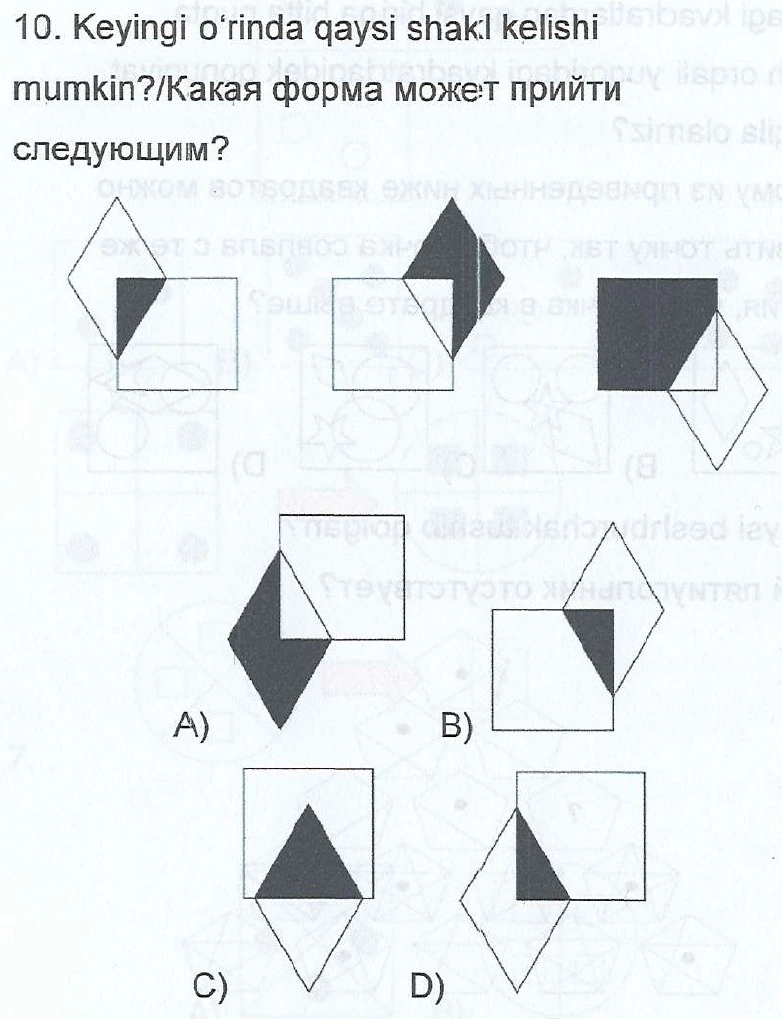 10. Keyingi o‘rinda qaysi shakl kelishi
mumkin?/Какая форма может прийти
следующим?
A)
B)
C)
D)